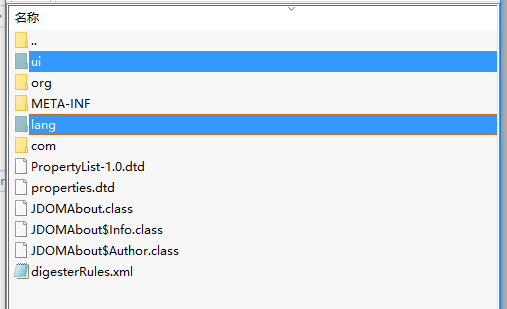 名称
..
ui
org
META-INF
lang
com
PropertyList-1.0.dtd
properties.dtd
JDOMAbout.class
JDOMAbout$Info.class
JDOMAbout$Author.class
digesterRules.xml